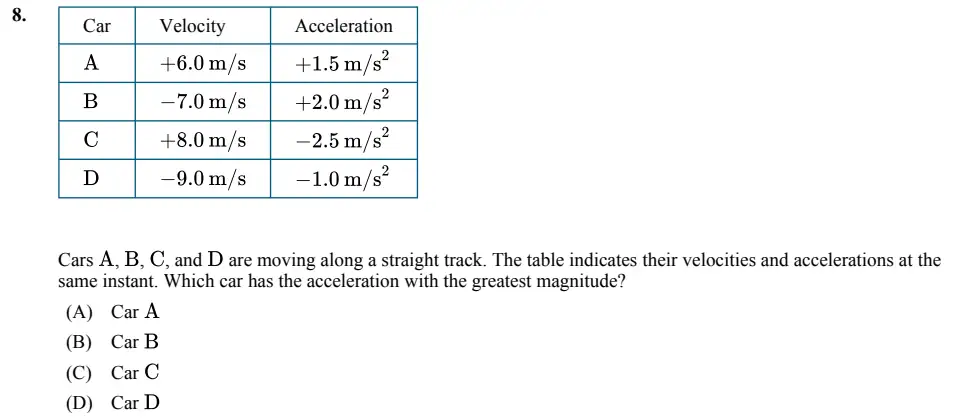 8.
Car Velocity Acceleration
A +6.0 m/s +1.5 m/s²
B −7.0 m/s +2.0 m/s²
C +8.0 m/s −2.5 m/s²
D −9.0 m/s −1.0 m/s²
Cars A, B, C, and D are moving along a straight track. The table indicates their velocities and accelerations at the
same instant. Which car has the acceleration with the greatest magnitude?
(A) Car A
(B) Car B
(C) Car C
(D) Car D